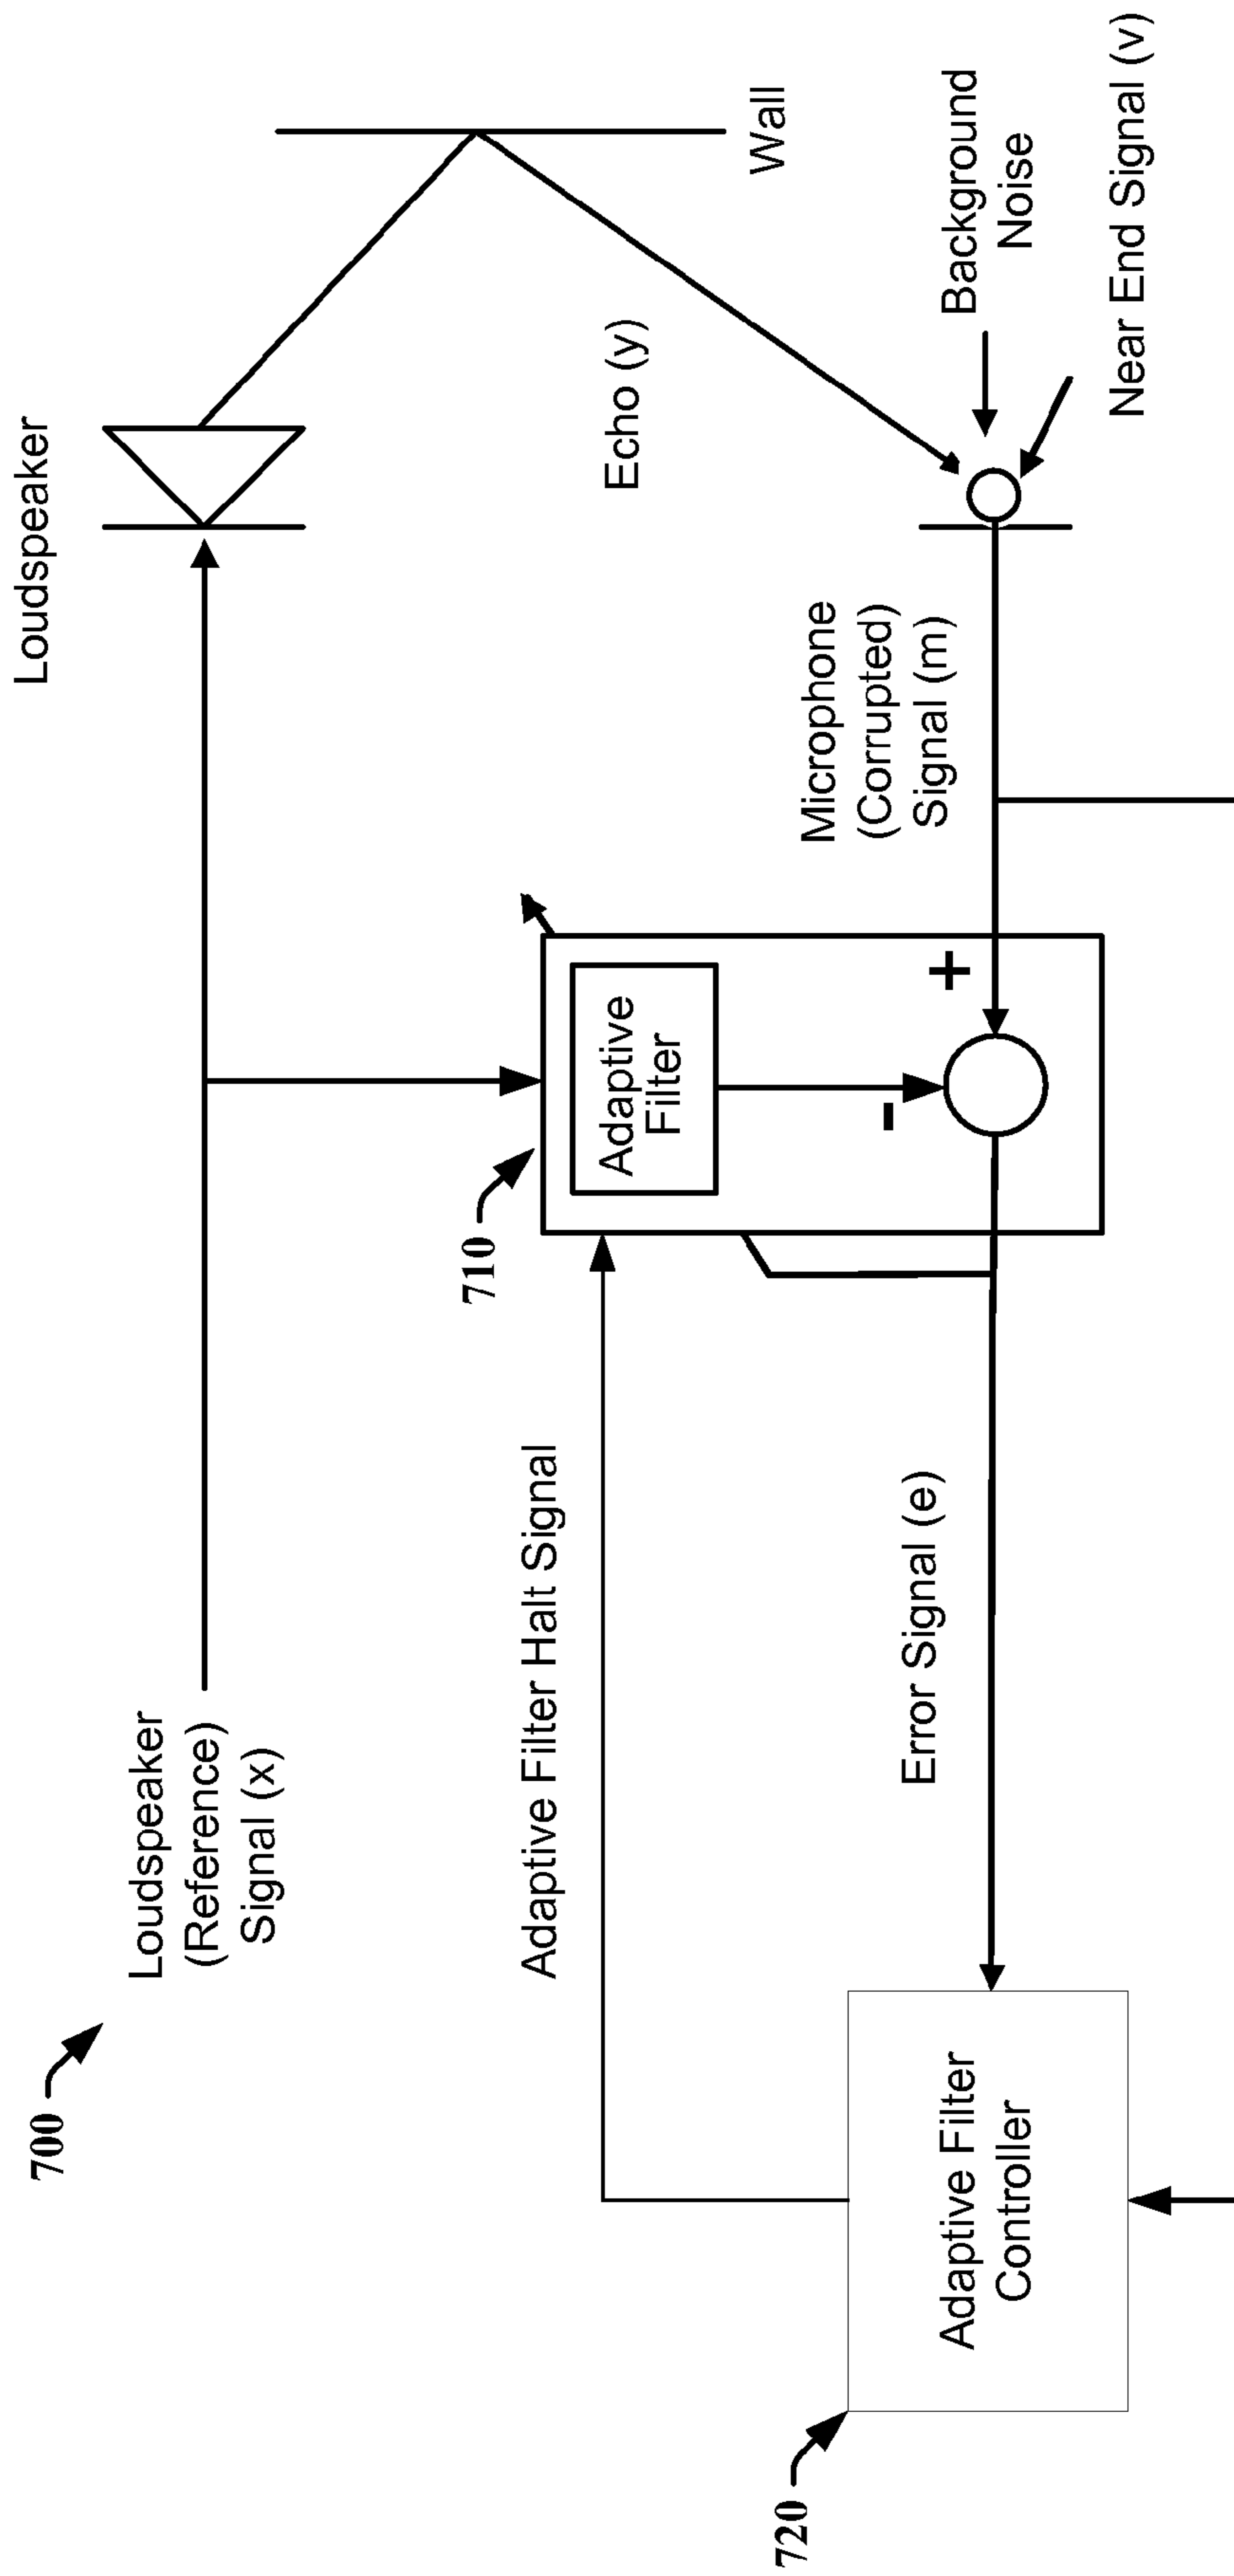 700
Loudspeaker
(Reference)
Signal (x)
Loudspeaker
710
Adaptive
Filter
Adaptive Filter Halt Signal
Echo (y)
Wall
Microphone
(Corrupted)
Signal (m)
+
-
Background
Noise
Near End Signal (v)
Error Signal (e)
720
Adaptive Filter
Controller